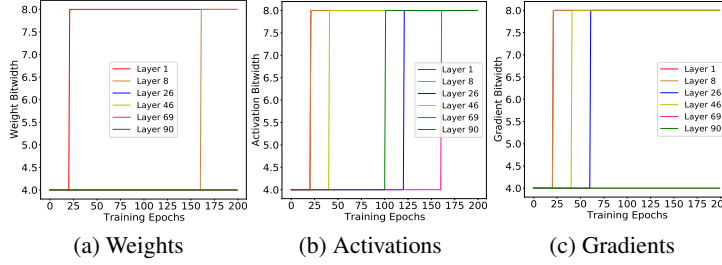 Weight Bitwidth
8.0
7.5
7.0
6.5
6.0
5.5
5.0
4.5
4.0
Layer 1
Layer 8
Layer 26
Layer 46
Layer 69
Layer 90
0 25 50 75 100 125 150 175 200
Training Epochs
(a) Weights
Activation Bitwidth
8.0
7.5
7.0
6.5
6.0
5.5
5.0
4.5
4.0
Layer 1
Layer 8
Layer 26
Layer 46
Layer 69
Layer 90
0 25 50 75 100 125 150 175 200
Training Epochs
(b) Activations
Gradient Bitwidth
8.0
7.5
7.0
6.5
6.0
5.5
5.0
4.5
4.0
Layer 1
Layer 8
Layer 26
Layer 46
Layer 69
Layer 90
0 25 50 75 100 125 150 175 200
Training Epochs
(c) Gradients